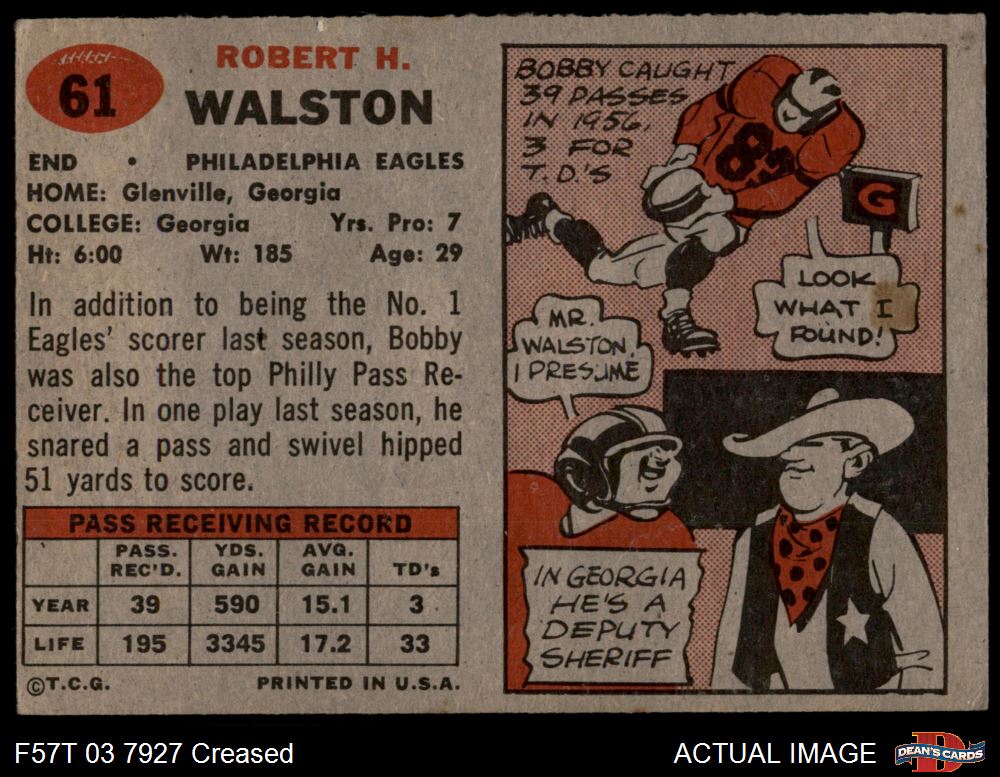 61
ROBERT H.
WALSTON
END • PHILADELPHIA EAGLES
HOME: Glenville, Georgia
COLLEGE: Georgia Yrs. Pro: 7
Ht: 6:00 Wt: 185 Age: 29
In addition to being the No. 1
Eagles' scorer last season, Bobby
was also the top Philly Pass Re-
ceiver. In one play last season, he
snared a pass and swivel hipped
51 yards to score.
PASS RECEIVING RECORD
PASS. REC'D. YDS. GAIN AVG. GAIN TD's
YEAR 39 590 15.1 3
LIFE 195 3345 17.2 33
©T.C.G. PRINTED IN U.S.A.
BOBBY CAUGHT
39 PASSES
IN 1956,
3 FOR
T.D.'S
83
G
LOOK
WHAT I
FOUND!
MR.
WALSTON,
I PRESUME
IN GEORGIA
HE'S A
DEPUTY
SHERIFF
F57T 03 7927 Creased
ACTUAL IMAGE
DEAN'S CARDS